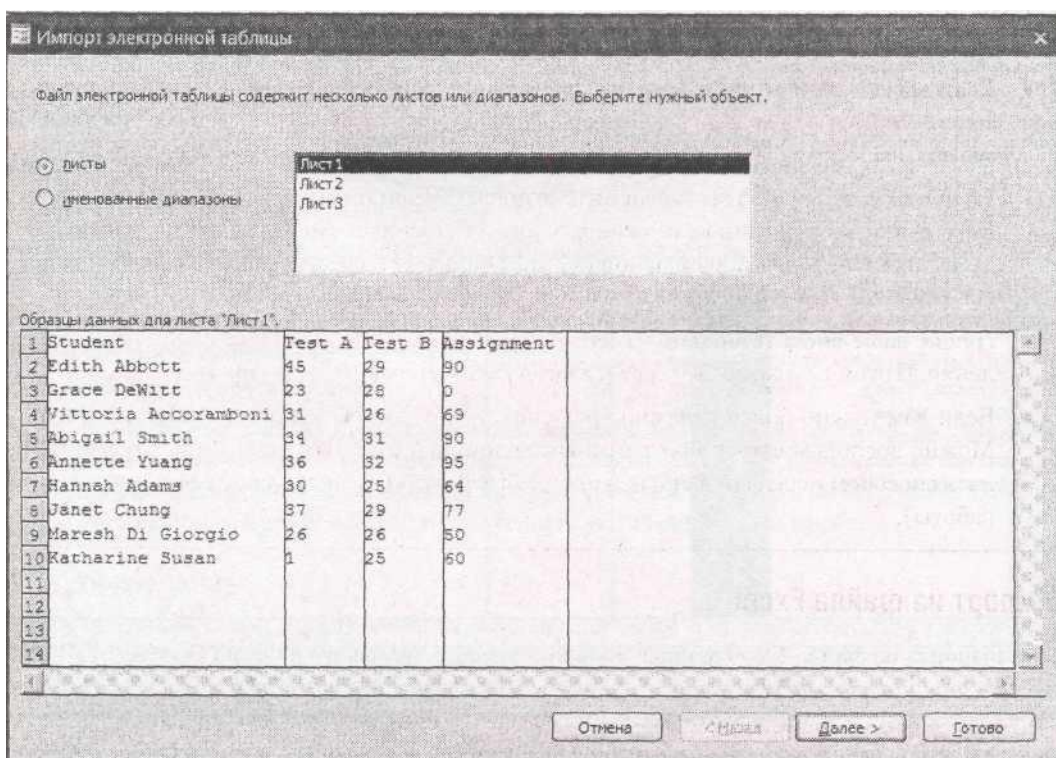 Импорт электронной таблицы
Файл электронной таблицы содержит несколько листов или диапазонов. Выберите нужный объект.
листы
именованные диапазоны
Лист1
Лист2
Лист3
Образцы данных для листа "Лист1".
1 Student Test A Test B Assignment
2 Edith Abbott 45 29 90
3 Grace DeWitt 23 28 0
4 Vittoria Accoramboni 31 26 69
5 Abigail Smith 34 31 90
6 Annette Yuang 36 32 95
7 Hannah Adams 30 25 64
8 Janet Chung 37 29 77
9 Maresh Di Giorgio 26 26 50
10 Katharine Susan 1 25 60
11
12
13
14
Отмена < Назад Далее > Готово